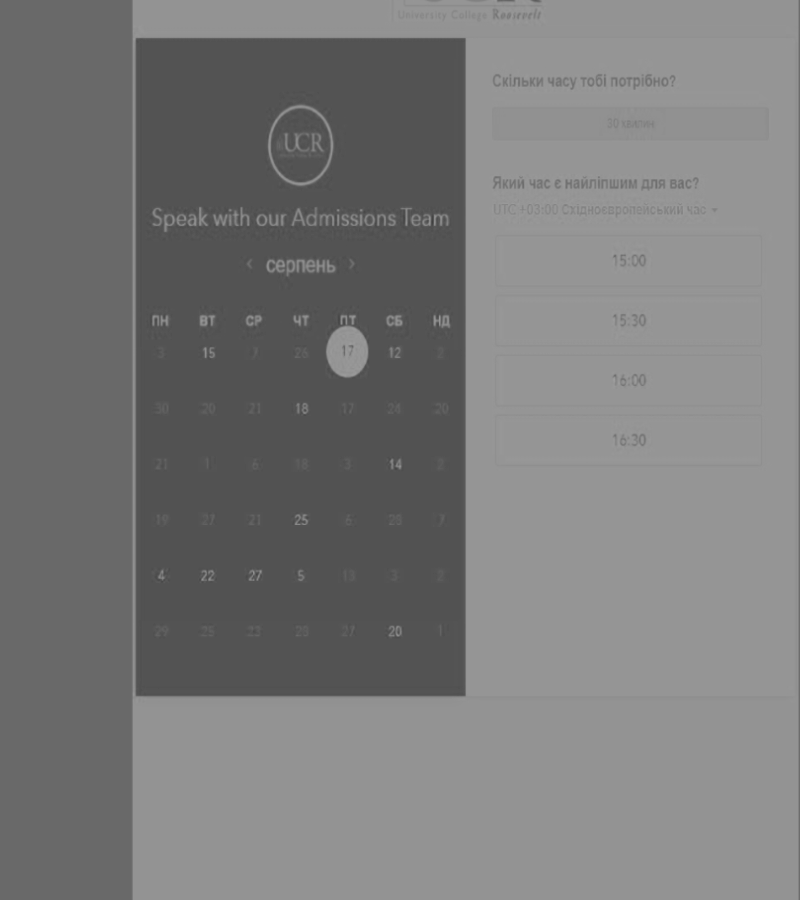 University College Roosevelt
UCR
Speak with our Admissions Team
‹ серпень ›
ПН ВТ СР ЧТ ПТ СБ НД
3 15 7 26 17 12 2
30 20 21 18 17 24 20
21 1 6 18 3 14 2
19 27 21 25 6 28 7
4 22 27 5 13 3 2
29 25 23 25 27 20 1
Скільки часу тобі потрібно?
30 хвилин
Який час є найліпшим для вас?
UTC +03:00 Східноєвропейський час
15:00
15:30
16:00
16:30